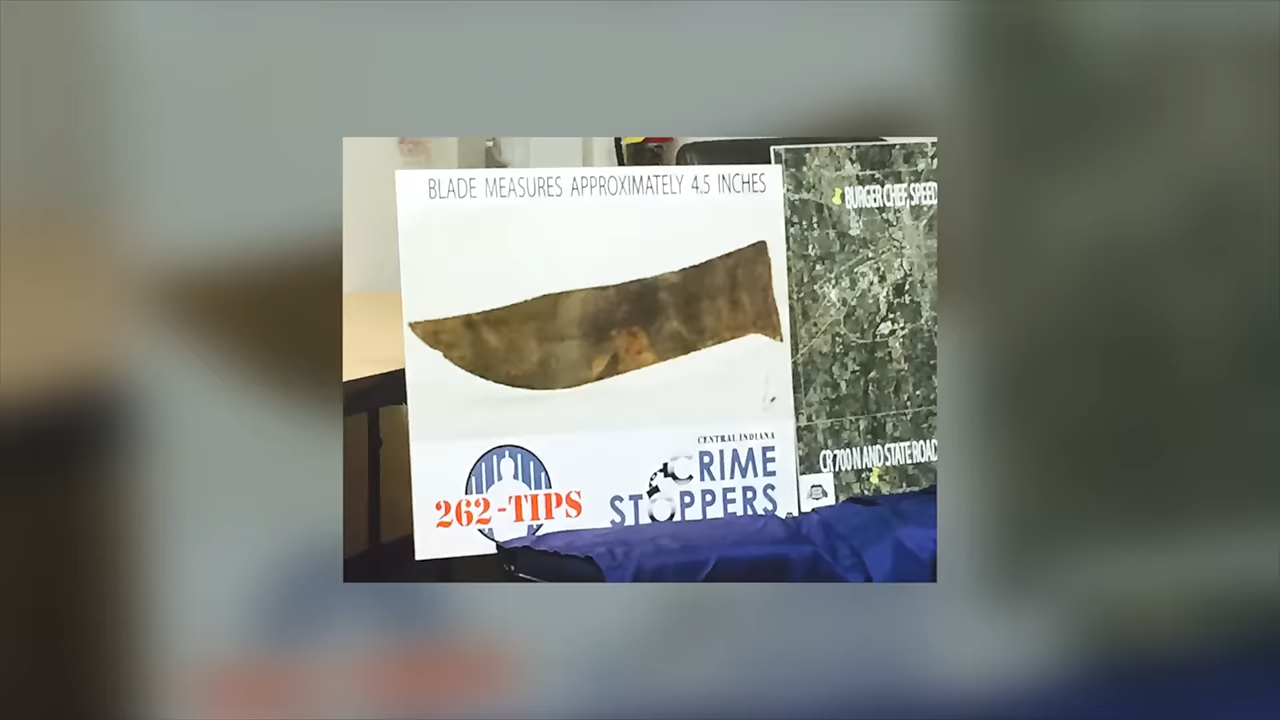 BLADE MEASURES APPROXIMATELY 4.5 INCHES
BURGER CHEF, SPEED
CR 700 N AND STATE ROAD
262-TIPS
CENTRAL INDIANA
CRIME
STOPPERS